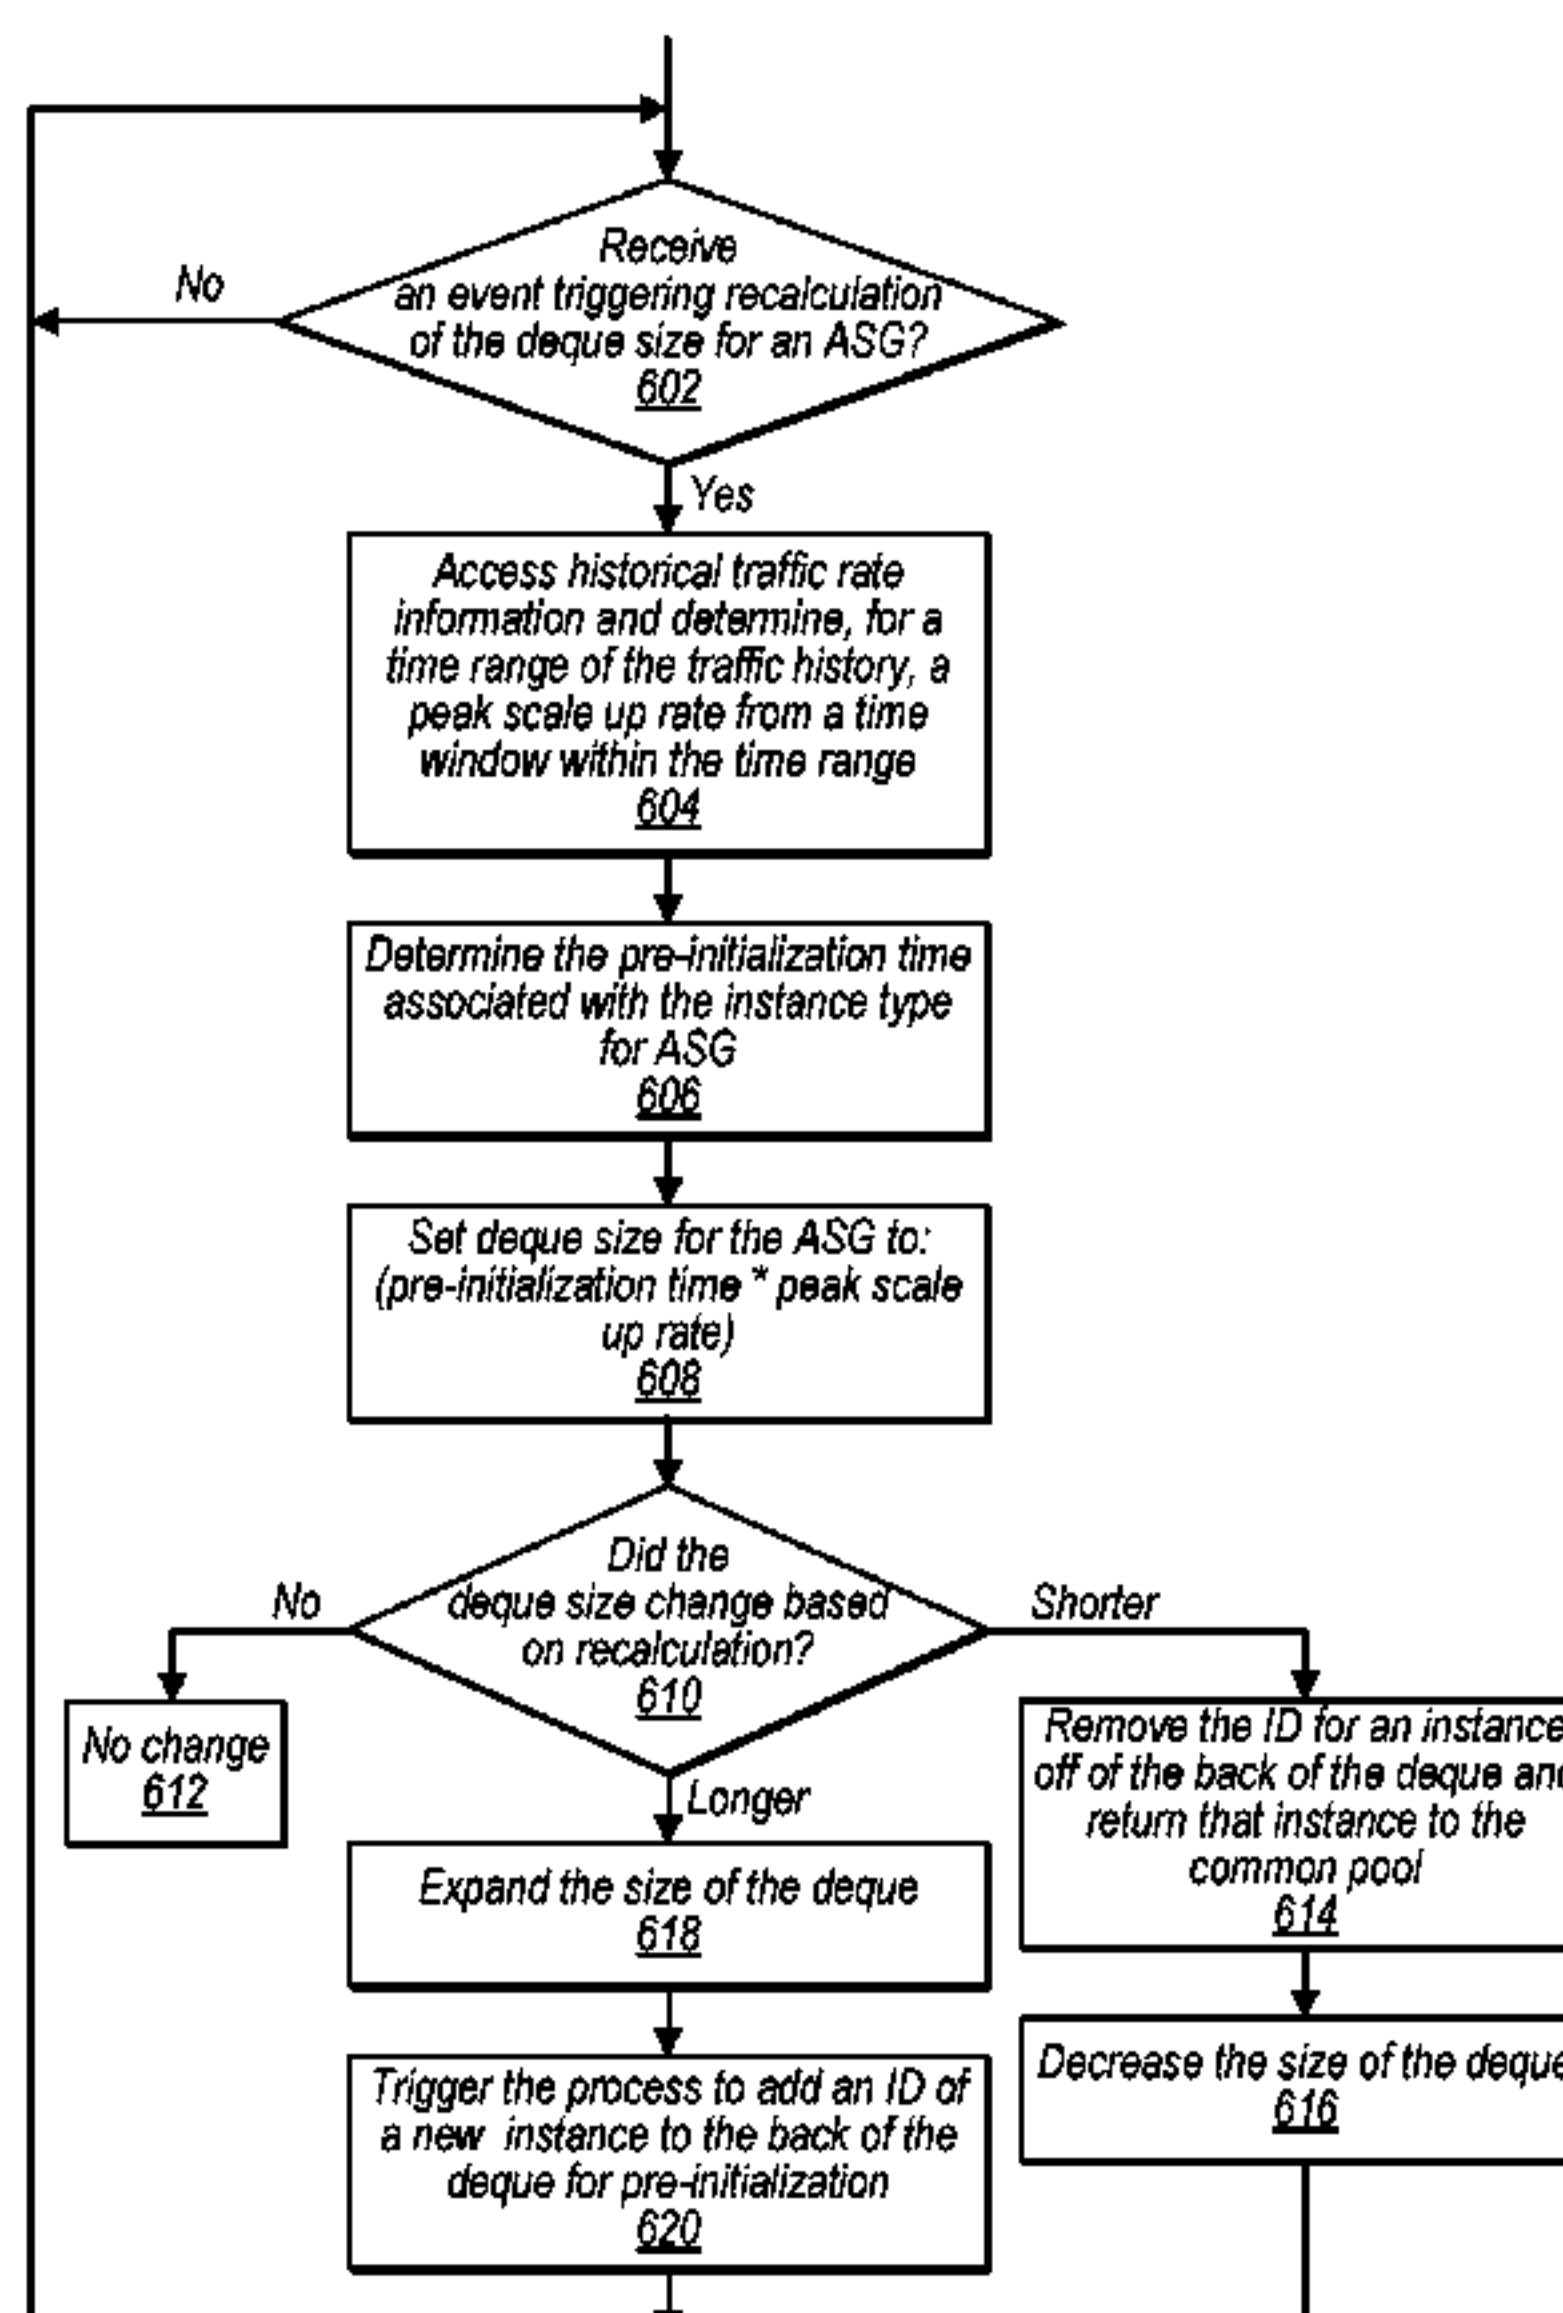 Receive
an event triggering recalculation
of the deque size for an ASG?
602
No
Yes
Access historical traffic rate
information and determine, for a
time range of the traffic history, a
peak scale up rate from a time
window within the time range
604
Determine the pre-initialization time
associated with the instance type
for ASG
606
Set deque size for the ASG to:
(pre-initialization time * peak scale
up rate)
608
Did the
deque size change based
on recalculation?
610
No
Shorter
Longer
No change
612
Remove the ID for an instance
off of the back of the deque and
return that instance to the
common pool
614
Expand the size of the deque
618
Decrease the size of the deque
616
Trigger the process to add an ID of
a new instance to the back of the
deque for pre-initialization
620